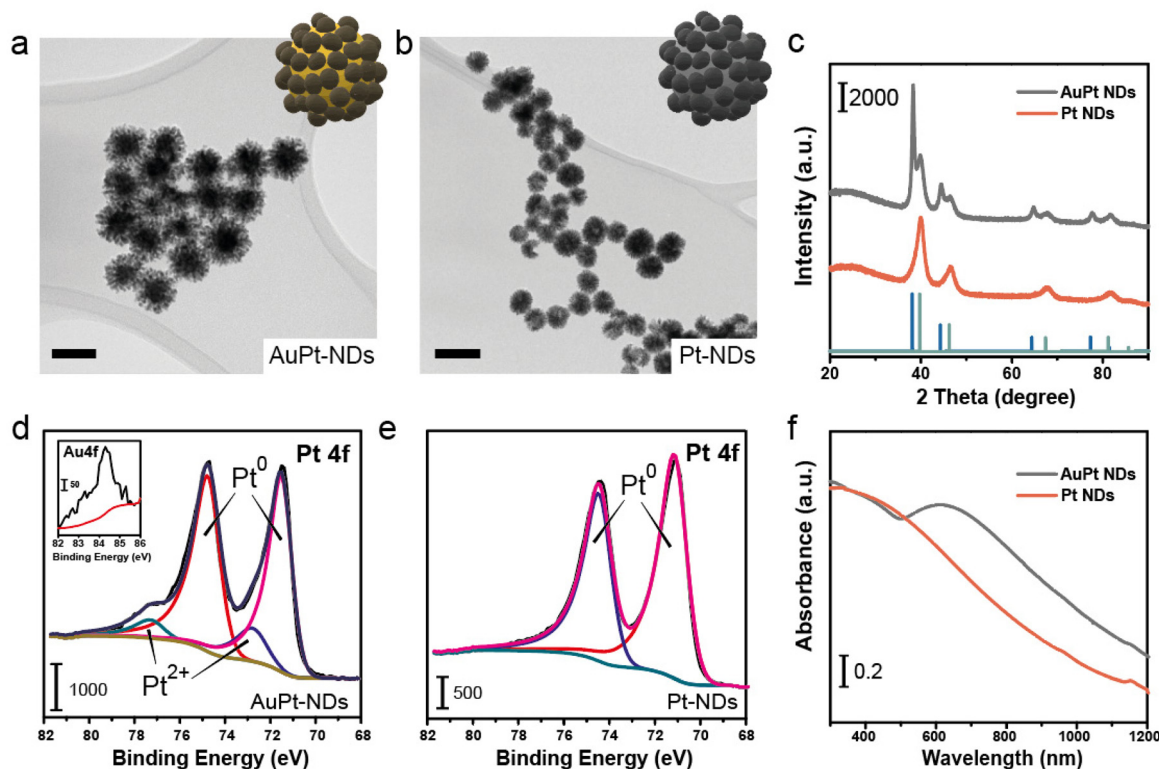 a
AuPt-NDs
b
Pt-NDs
c
2000
AuPt NDs
Pt NDs
Intensity (a.u.)
20 40 60 80
2 Theta (degree)
d
Pt 4f
Au4f
50
82 83 84 85 86
Binding Energy (eV)
Pt0
Pt2+
1000
AuPt-NDs
82 80 78 76 74 72 70 68
Binding Energy (eV)
e
Pt 4f
Pt0
500
Pt-NDs
82 80 78 76 74 72 70 68
Binding Energy (eV)
f
AuPt NDs
Pt NDs
Absorbance (a.u.)
0.2
400 600 800 1000 1200
Wavelength (nm)